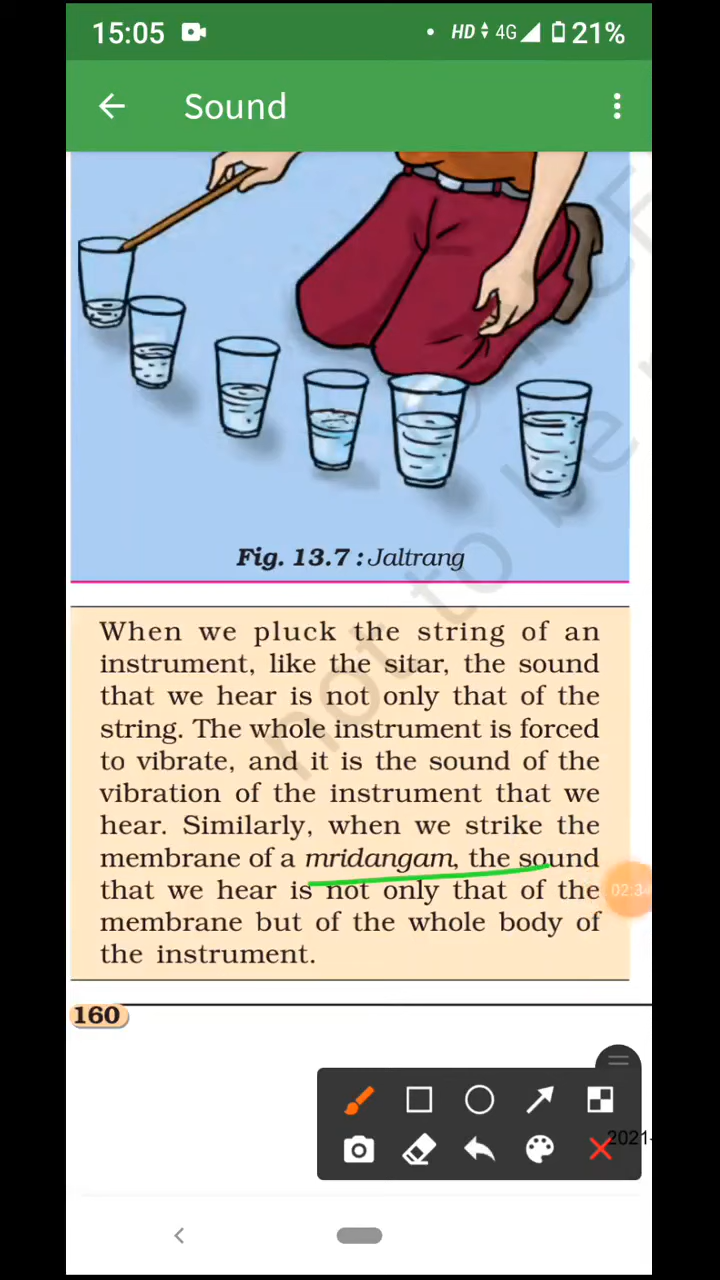 15:05 HD 4G 21%
Sound
Fig. 13.7 : Jaltrang
When we pluck the string of an
instrument, like the sitar, the sound
that we hear is not only that of the
string. The whole instrument is forced
to vibrate, and it is the sound of the
vibration of the instrument that we
hear. Similarly, when we strike the
membrane of a mridangam, the sound
that we hear is not only that of the
membrane but of the whole body of
the instrument.
160
not to be